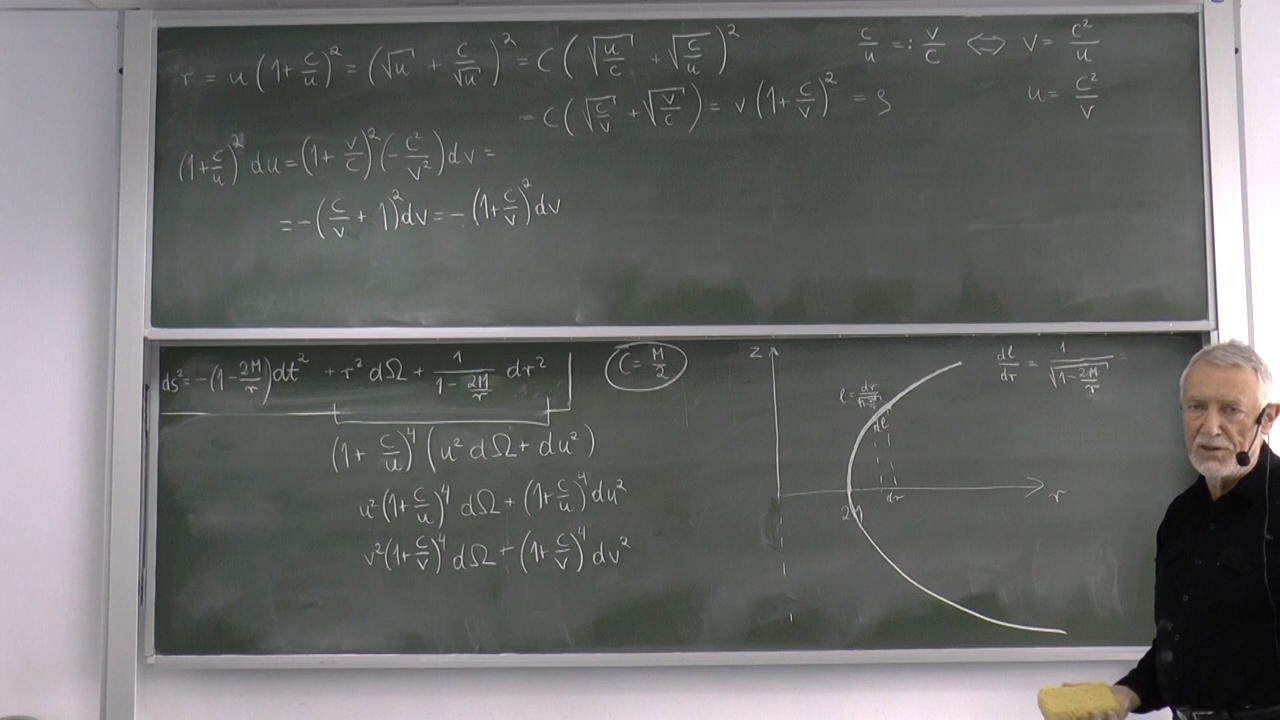 r = u (1 + c/u)² = (√u + c/√u)² = C (√(u/c) + √(c/u))²
c/u =: v/c ⇔ v = c²/u
= C (√(c/v) + √(v/c)) = v (1 + c/v)² = ρ
u = c²/v
(1 + c/u)² du = (1 + v/c)² (−c²/v²) dv =
= −(c/v + 1)² dv = −(1 + c/v)² dv
ds² = −(1 − 2M/r) dt² + r² dΩ + 1/(1 − 2M/r) dr²
C = M/2
(1 + c/u)⁴ (u² dΩ + du²)
u² (1 + c/u)⁴ dΩ + (1 + c/u)⁴ du²
v² (1 + c/v)⁴ dΩ + (1 + c/v)⁴ dv²
z
dl/dr = 1/√(1 − 2M/r) =
dl
dr
r
2M